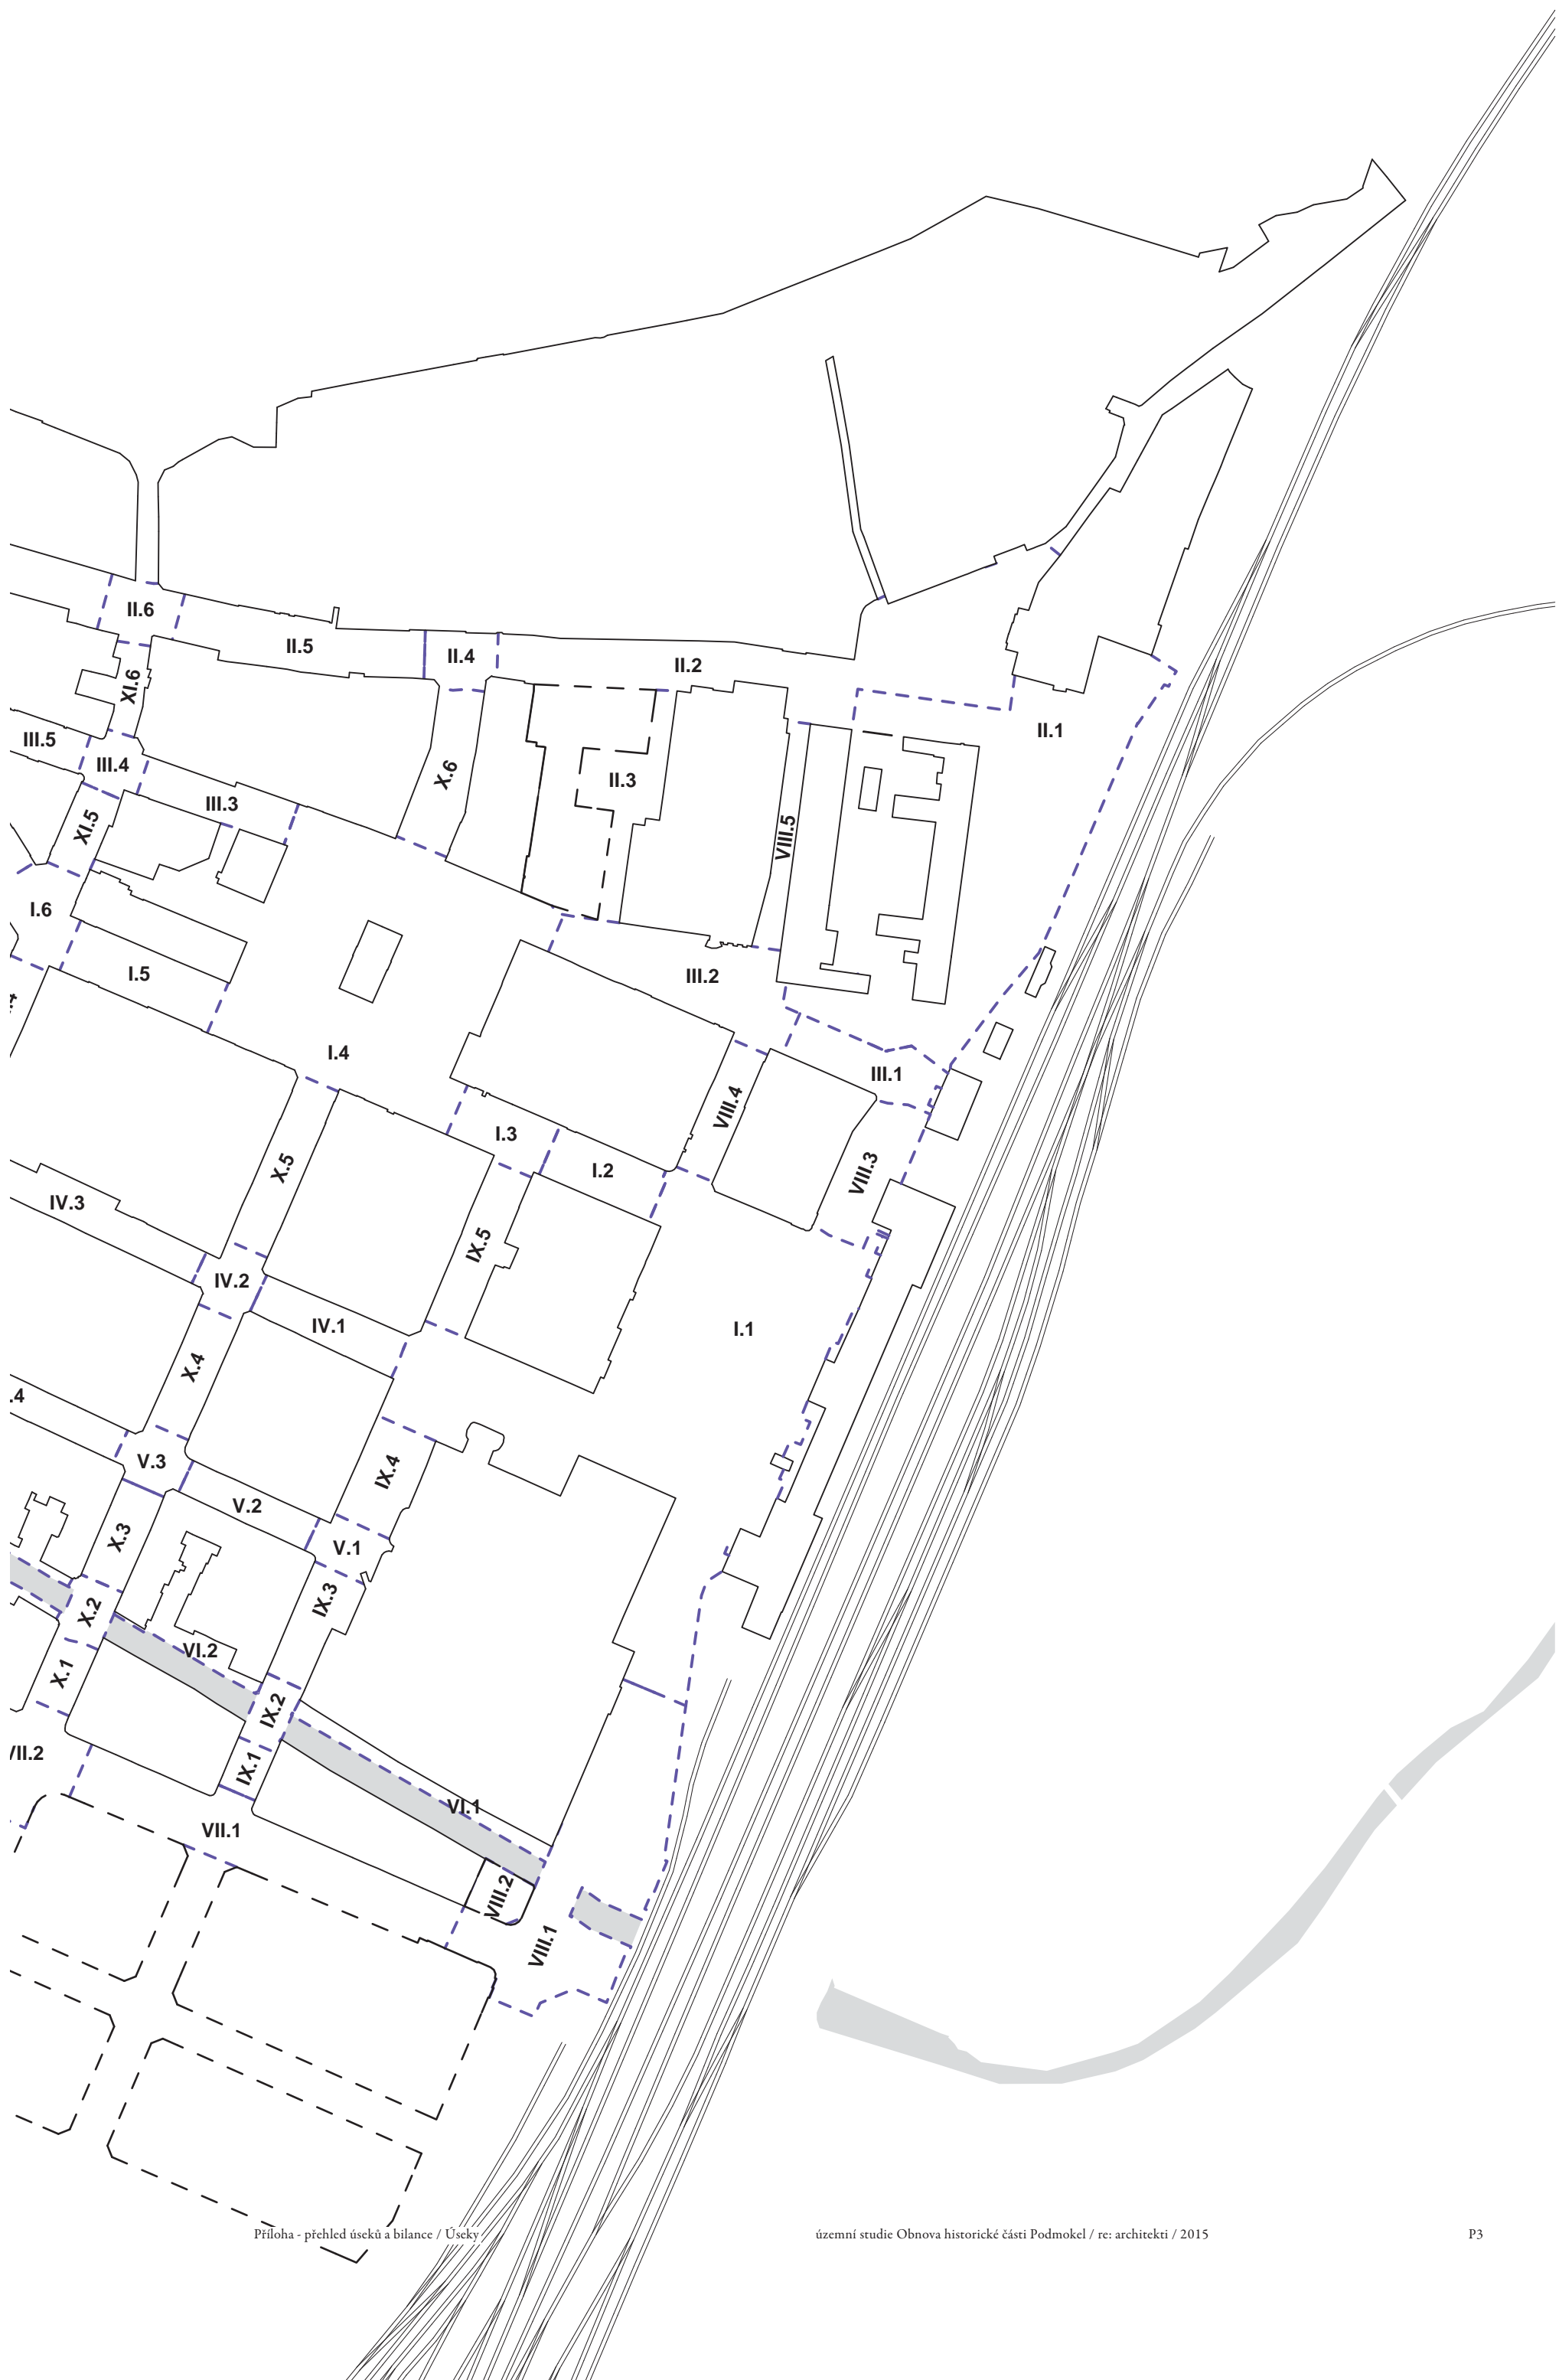 II.6
II.5
II.4
II.2
XI.6
II.1
III.5
III.4
X.6
II.3
III.3
XI.5
VIII.5
I.6
I.5
III.2
I.4
III.1
VIII.4
I.3
I.2
X.5
VIII.3
IV.3
IX.5
IV.2
IV.1
I.1
X.4
.4
V.3
IX.4
V.2
X.3
V.1
IX.3
X.2
VI.2
X.1
IX.2
VII.2
IX.1
VI.1
VII.1
VIII.2
VIII.1
Příloha - přehled úseků a bilance / Úseky
územní studie Obnova historické části Podmokel / re: architekti / 2015
P3